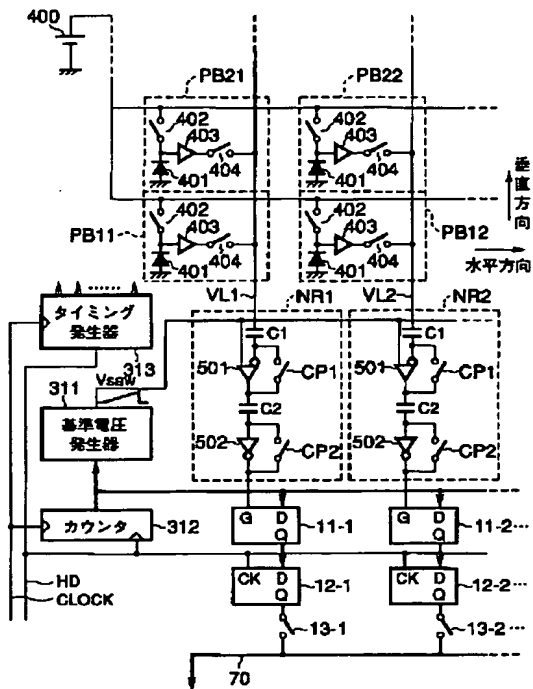 400
PB21
PB22
402
403
404
401
402
403
404
401
垂直方向
402
403
404
401
402
403
404
401
PB11
PB12
水平方向
VL1
NR1
VL2
NR2
タイミング
発生器
313
311
Vsaw
基準電圧
発生器
カウンタ
312
HD
CLOCK
C1
501
CP1
C2
502
CP2
C1
501
CP1
C2
502
CP2
G D
Q
11-1
G D
Q
11-2…
CK D
Q
12-1
CK D
Q
12-2…
13-1
13-2…
70